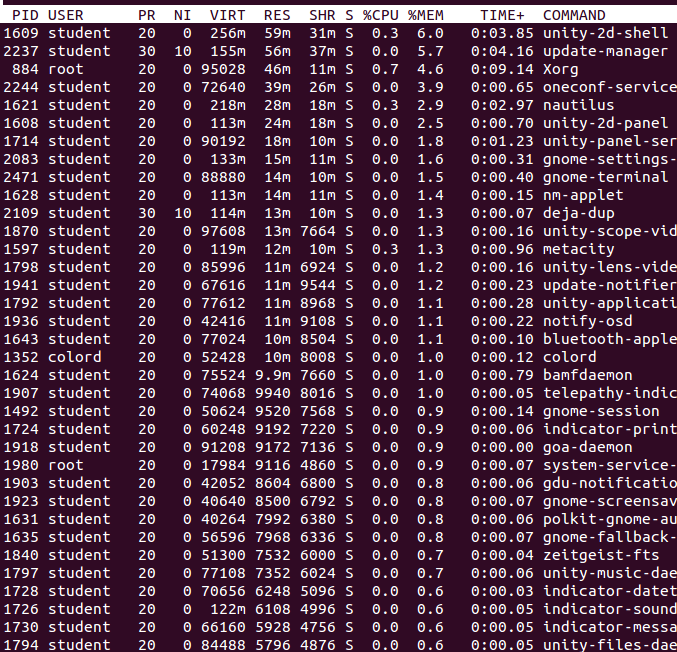 PID USER PR NI VIRT RES SHR S %CPU %MEM TIME+ COMMAND
1609 student 20 0 256m 59m 31m S 0.3 6.0 0:03.85 unity-2d-shell
2237 student 30 10 155m 56m 37m S 0.0 5.7 0:04.16 update-manager
884 root 20 0 95028 46m 11m S 0.7 4.6 0:09.14 Xorg
2244 student 20 0 72640 39m 26m S 0.0 3.9 0:00.65 oneconf-service
1621 student 20 0 218m 28m 18m S 0.3 2.9 0:02.97 nautilus
1608 student 20 0 113m 24m 18m S 0.0 2.5 0:00.70 unity-2d-panel
1714 student 20 0 90192 18m 10m S 0.0 1.8 0:01.23 unity-panel-ser
2083 student 20 0 133m 15m 11m S 0.0 1.6 0:00.31 gnome-settings-
2471 student 20 0 88880 14m 10m S 0.0 1.5 0:00.40 gnome-terminal
1628 student 20 0 113m 14m 11m S 0.0 1.4 0:00.15 nm-applet
2109 student 30 10 114m 13m 10m S 0.0 1.3 0:00.07 deja-dup
1870 student 20 0 97608 13m 7664 S 0.0 1.3 0:00.16 unity-scope-vid
1597 student 20 0 119m 12m 10m S 0.3 1.3 0:00.96 metacity
1798 student 20 0 85996 11m 6924 S 0.0 1.2 0:00.16 unity-lens-vide
1941 student 20 0 67616 11m 9544 S 0.0 1.2 0:00.23 update-notifier
1792 student 20 0 77612 11m 8968 S 0.0 1.1 0:00.28 unity-applicati
1936 student 20 0 42416 11m 9108 S 0.0 1.1 0:00.22 notify-osd
1643 student 20 0 77024 10m 8504 S 0.0 1.1 0:00.10 bluetooth-apple
1352 colord 20 0 52428 10m 8008 S 0.0 1.0 0:00.12 colord
1624 student 20 0 75524 9.9m 7660 S 0.0 1.0 0:00.79 bamfdaemon
1907 student 20 0 74068 9940 8016 S 0.0 1.0 0:00.05 telepathy-indic
1492 student 20 0 50624 9520 7568 S 0.0 0.9 0:00.14 gnome-session
1724 student 20 0 60248 9192 7220 S 0.0 0.9 0:00.06 indicator-print
1918 student 20 0 91208 9172 7136 S 0.0 0.9 0:00.00 goa-daemon
1980 root 20 0 17984 9116 4860 S 0.0 0.9 0:00.07 system-service-
1903 student 20 0 42052 8604 6800 S 0.0 0.8 0:00.06 gdu-notificatio
1923 student 20 0 40640 8500 6792 S 0.0 0.8 0:00.07 gnome-screensav
1631 student 20 0 40264 7992 6380 S 0.0 0.8 0:00.06 polkit-gnome-au
1635 student 20 0 56596 7968 6336 S 0.0 0.8 0:00.07 gnome-fallback-
1840 student 20 0 51300 7532 6000 S 0.0 0.7 0:00.04 zeitgeist-fts
1797 student 20 0 77108 7352 6024 S 0.0 0.7 0:00.06 unity-music-dae
1728 student 20 0 70656 6248 5096 S 0.0 0.6 0:00.03 indicator-datet
1726 student 20 0 122m 6108 4996 S 0.0 0.6 0:00.05 indicator-sound
1730 student 20 0 66160 5928 4756 S 0.0 0.6 0:00.05 indicator-messa
1794 student 20 0 84488 5796 4876 S 0.0 0.6 0:00.05 unity-files-dae